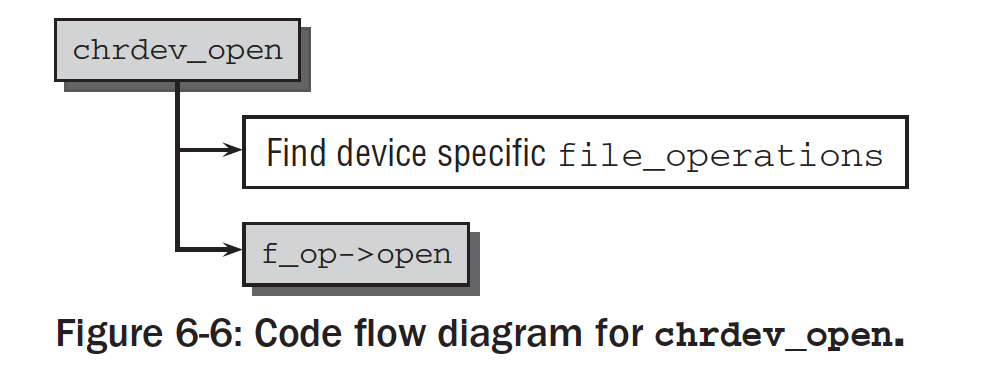 chrdev_open
Find device specific file_operations
f_op->open
Figure 6-6: Code flow diagram for chrdev_open.